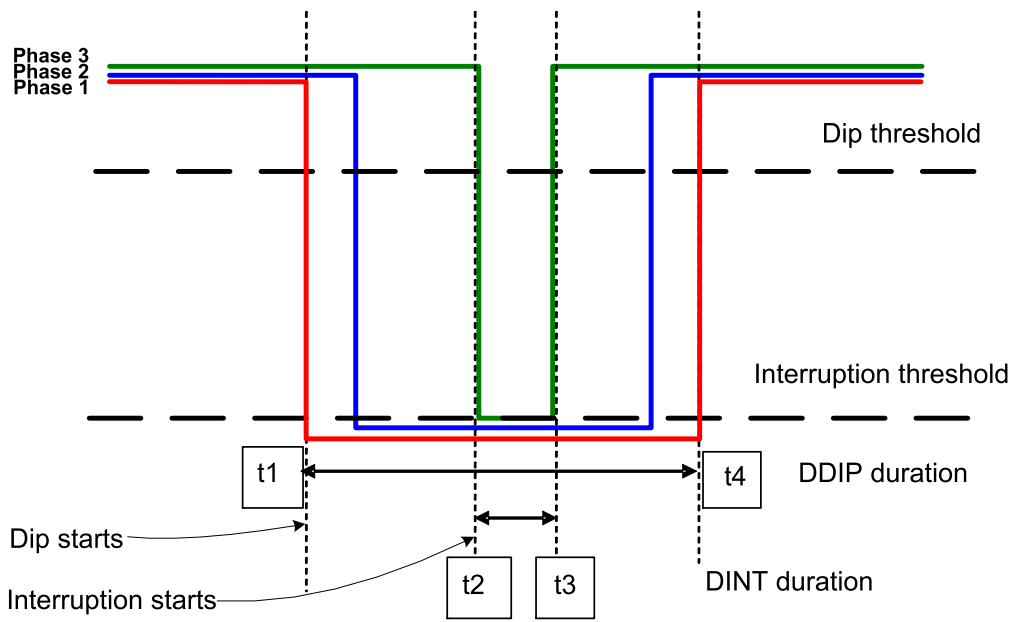 Phase 3
Phase 2
Phase 1
Dip threshold
Interruption threshold
t1
t4
DDIP duration
Dip starts
t2
t3
DINT duration
Interruption starts